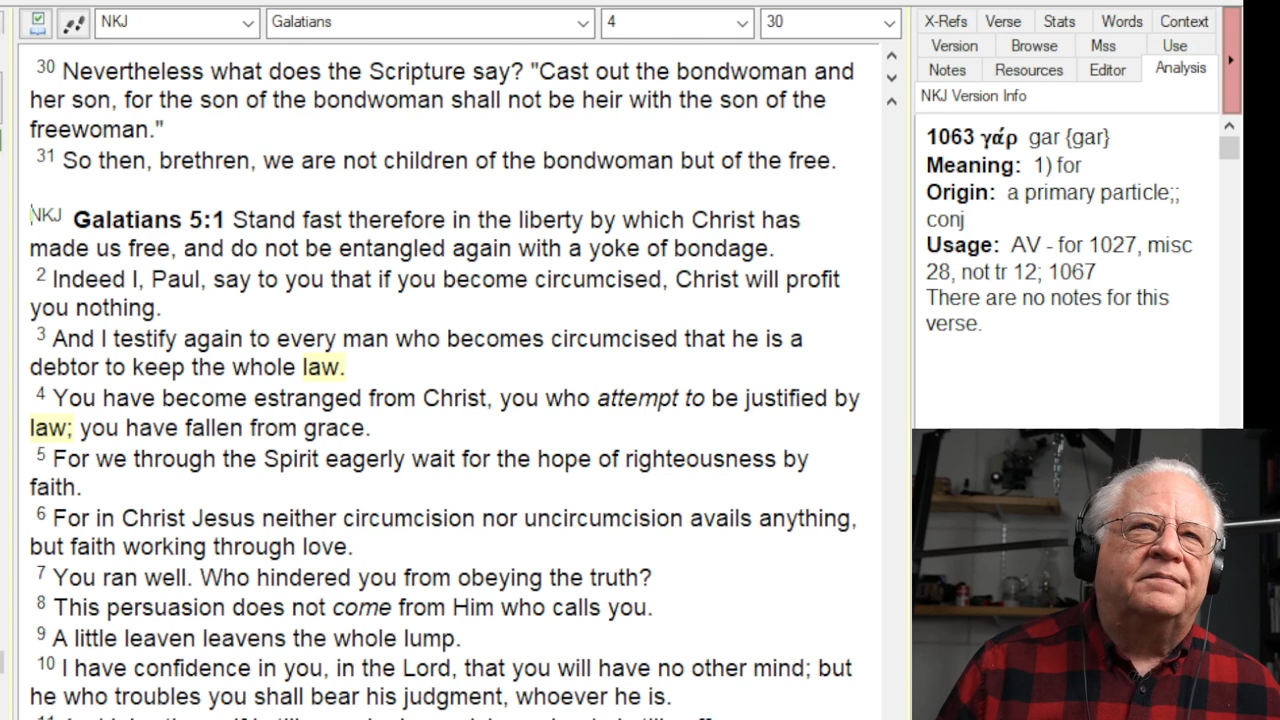 NKJ
Galatians
4
30
30 Nevertheless what does the Scripture say? "Cast out the bondwoman and
her son, for the son of the bondwoman shall not be heir with the son of the
freewoman."
31 So then, brethren, we are not children of the bondwoman but of the free.
NKJ Galatians 5:1 Stand fast therefore in the liberty by which Christ has
made us free, and do not be entangled again with a yoke of bondage.
2 Indeed I, Paul, say to you that if you become circumcised, Christ will profit
you nothing.
3 And I testify again to every man who becomes circumcised that he is a
debtor to keep the whole law.
4 You have become estranged from Christ, you who attempt to be justified by
law; you have fallen from grace.
5 For we through the Spirit eagerly wait for the hope of righteousness by
faith.
6 For in Christ Jesus neither circumcision nor uncircumcision avails anything,
but faith working through love.
7 You ran well. Who hindered you from obeying the truth?
8 This persuasion does not come from Him who calls you.
9 A little leaven leavens the whole lump.
10 I have confidence in you, in the Lord, that you will have no other mind; but
he who troubles you shall bear his judgment, whoever he is.
X-Refs Verse Stats Words Context
Version Browse Mss Use
Notes Resources Editor Analysis
NKJ Version Info
1063 γάρ gar {gar}
Meaning: 1) for
Origin: a primary particle;;
conj
Usage: AV - for 1027, misc
28, not tr 12; 1067
There are no notes for this
verse.